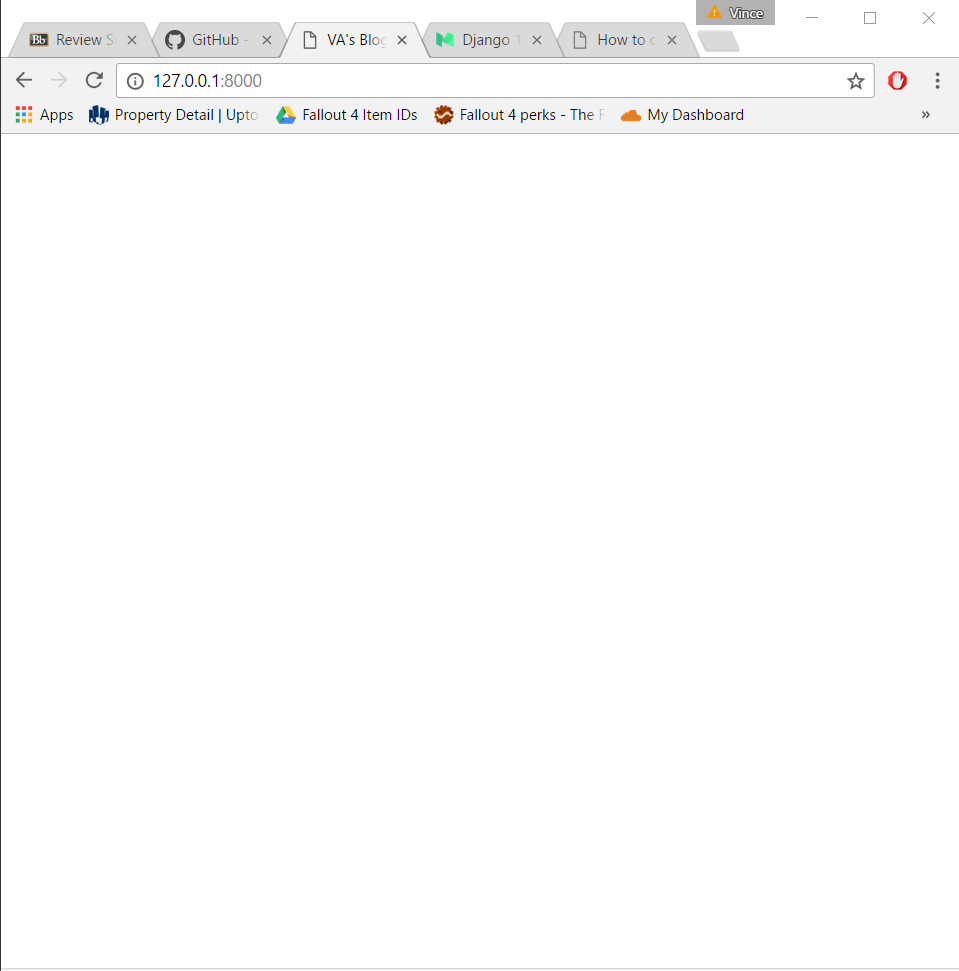 Vince
Bb Review S GitHub - VA's Blog Django 1 How to c
127.0.0.1:8000
Apps Property Detail | Upto Fallout 4 Item IDs Fallout 4 perks - The F My Dashboard »